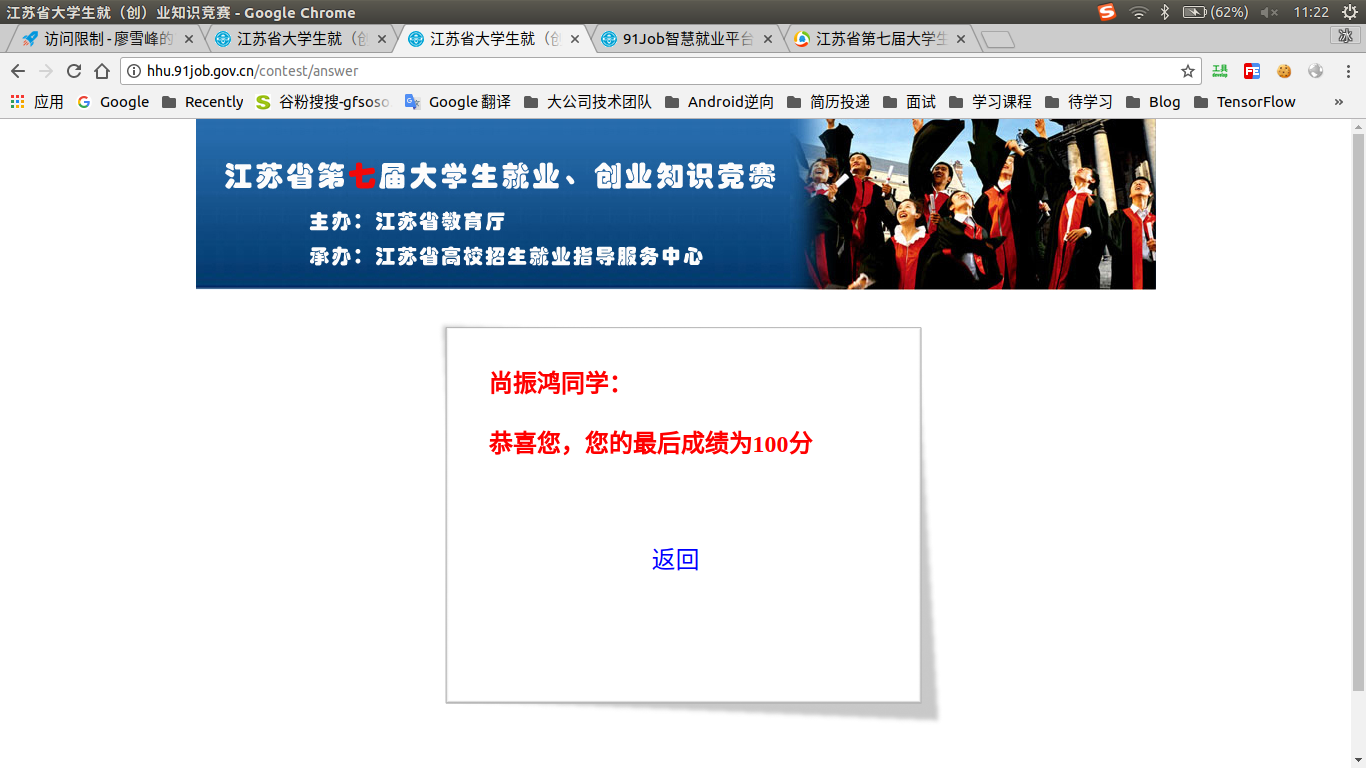 江苏省大学生就（创）业知识竞赛 - Google Chrome
(62%)
11:22
访问限制 - 廖雪峰的
江苏省大学生就（创
江苏省大学生就（创
91Job智慧就业平台
江苏省第七届大学生
冰
hhu.91job.gov.cn/contest/answer
工具
应用
Google
Recently
谷粉搜搜-gfsoso
Google 翻译
大公司技术团队
Android逆向
简历投递
面试
学习课程
待学习
Blog
TensorFlow
»
江苏省第七届大学生就业、创业知识竞赛
主办：江苏省教育厅
承办：江苏省高校招生就业指导服务中心
尚振鸿同学：
恭喜您，您的最后成绩为100分
返回